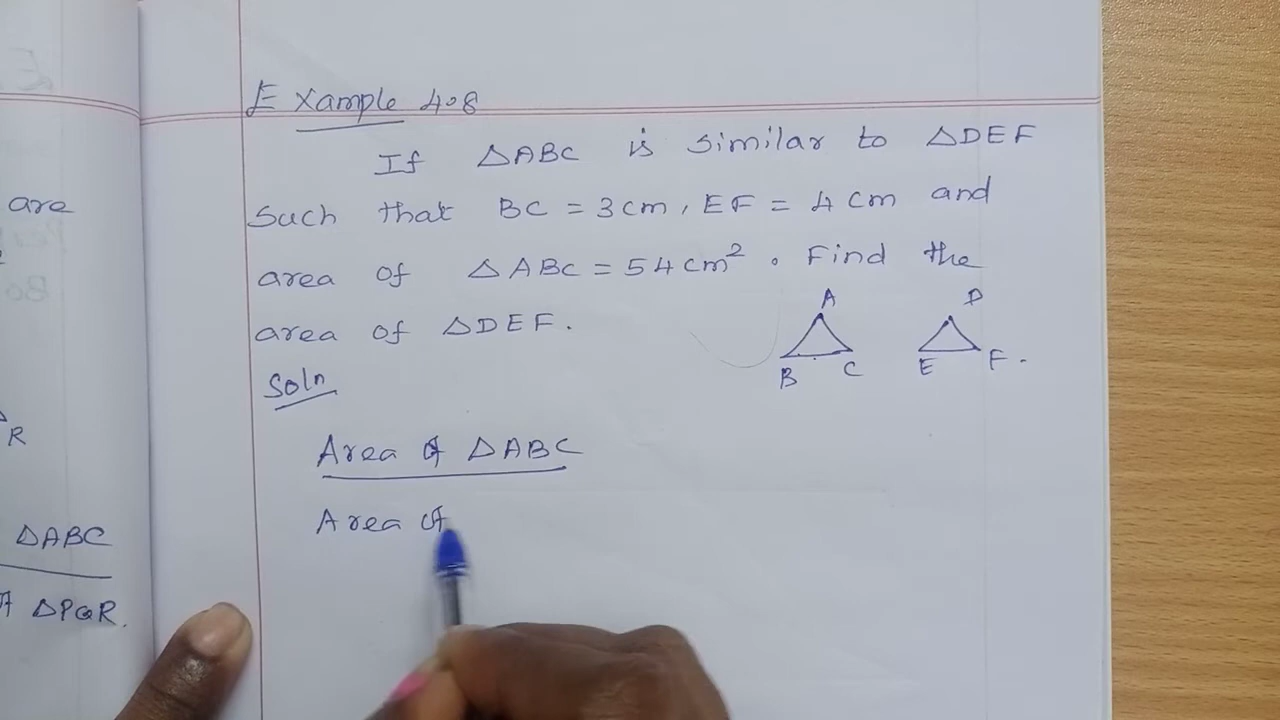 are
R
△ABC
△PQR.
Example 4.8
If △ABC is similar to △DEF
Such that BC = 3cm, EF = 4cm and
area of △ABC = 54cm². Find the
area of △DEF.
A
D
B
C
E
F.
Soln
Area of △ABC
Area of